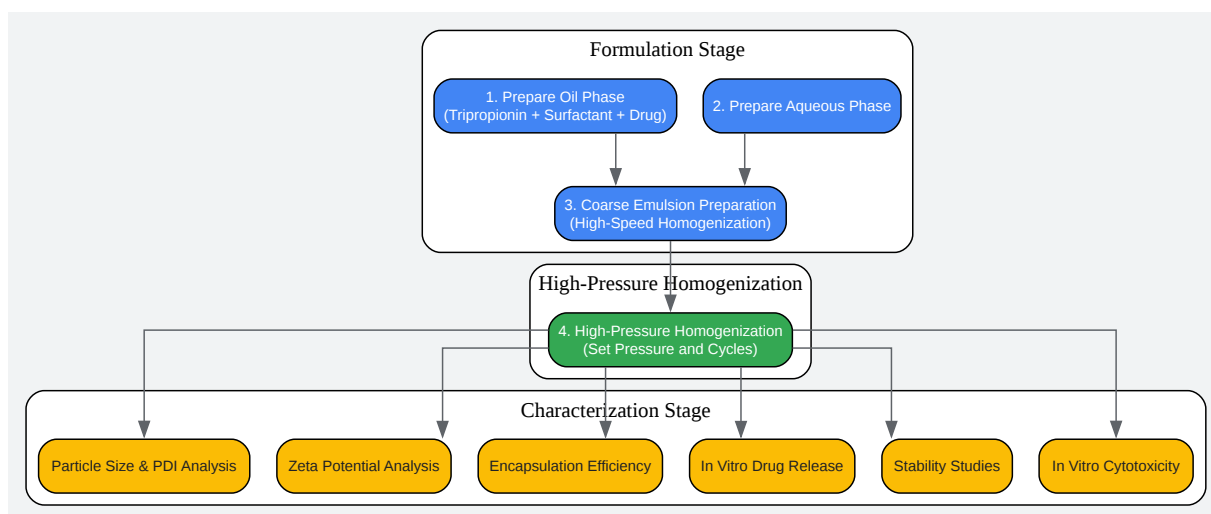 Formulation Stage
1. Prepare Oil Phase
(Tripropionin + Surfactant + Drug)
2. Prepare Aqueous Phase
3. Coarse Emulsion Preparation
(High-Speed Homogenization)
High-Pressure Homogenization
4. High-Pressure Homogenization
(Set Pressure and Cycles)
Characterization Stage
Particle Size & PDI Analysis
Zeta Potential Analysis
Encapsulation Efficiency
In Vitro Drug Release
Stability Studies
In Vitro Cytotoxicity